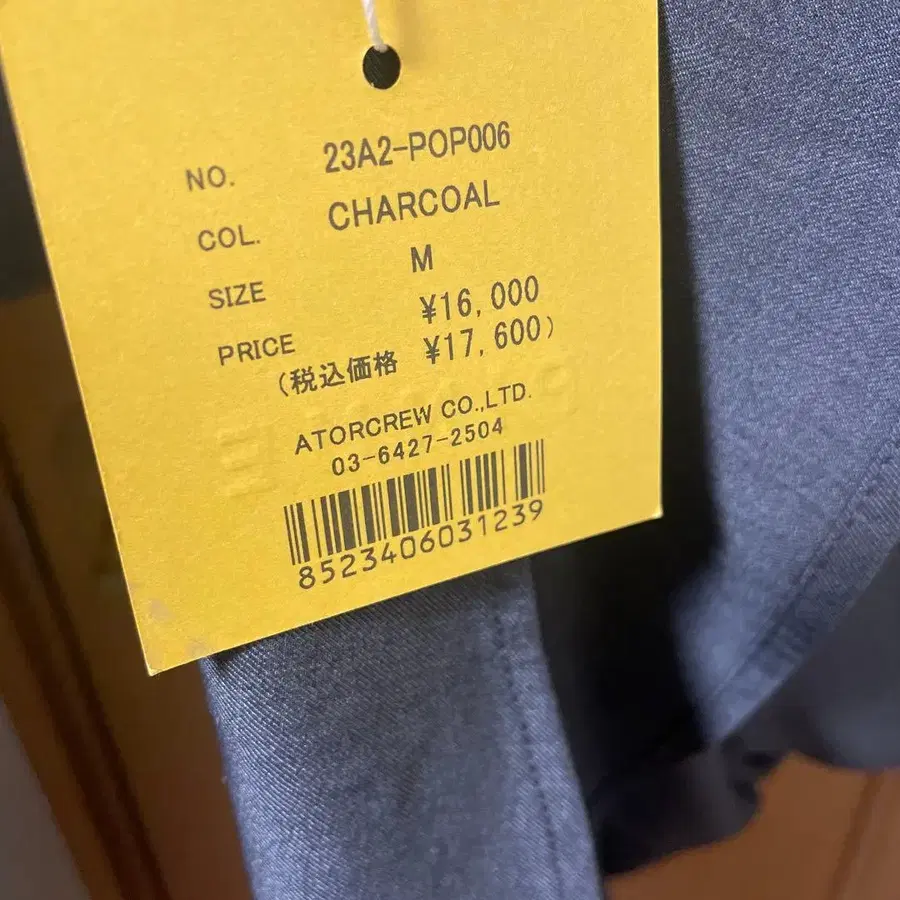 NO. 23A2-POP006
COL. CHARCOAL
SIZE M
PRICE ¥16,000
(税込価格 ¥17,600)
ATORCREW CO.,LTD.
03-6427-2504
8523406031239